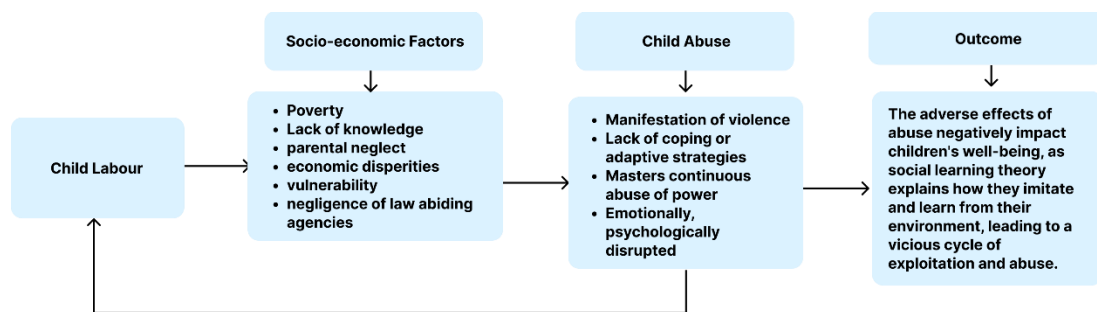 Socio-economic Factors
Child Abuse
Outcome
Child Labour
• Poverty
• Lack of knowledge
• parental neglect
• economic disperities
• vulnerability
• negligence of law abiding
agencies
• Manifestation of violence
• Lack of coping or
adaptive strategies
• Masters continuous
abuse of power
• Emotionally,
psychologically
disrupted
The adverse effects of
abuse negatively impact
children's well-being, as
social learning theory
explains how they imitate
and learn from their
environment, leading to a
vicious cycle of
exploitation and abuse.